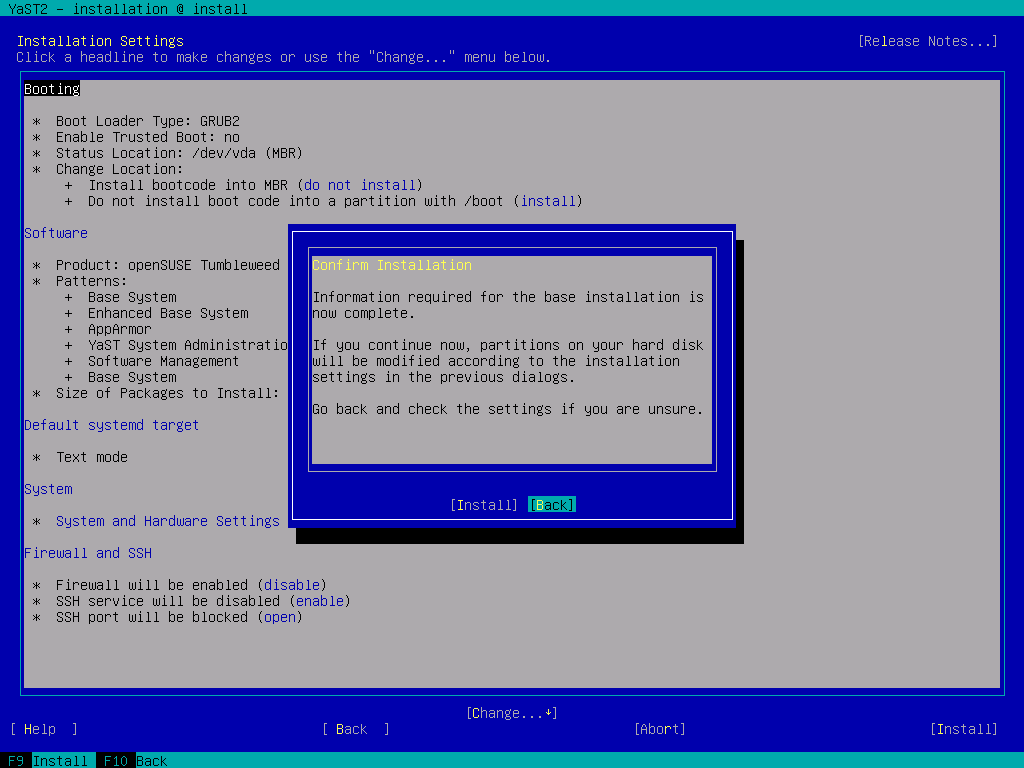 YaST2 - installation @ install
Installation Settings [Release Notes...]
Click a headline to make changes or use the "Change..." menu below.
Booting
* Boot Loader Type: GRUB2
* Enable Trusted Boot: no
* Status Location: /dev/vda (MBR)
* Change Location:
+ Install bootcode into MBR (do not install)
+ Do not install boot code into a partition with /boot (install)
Software
* Product: openSUSE Tumbleweed
* Patterns:
+ Base System
+ Enhanced Base System
+ AppArmor
+ YaST System Administratio
+ Software Management
+ Base System
* Size of Packages to Install:
Default systemd target
* Text mode
System
* System and Hardware Settings
Firewall and SSH
* Firewall will be enabled (disable)
* SSH service will be disabled (enable)
* SSH port will be blocked (open)
Confirm Installation
Information required for the base installation is
now complete.
If you continue now, partitions on your hard disk
will be modified according to the installation
settings in the previous dialogs.
Go back and check the settings if you are unsure.
[Install] [Back]
[Change...↓]
[ Help ] [ Back ] [Abort] [Install]
F9 Install F10 Back